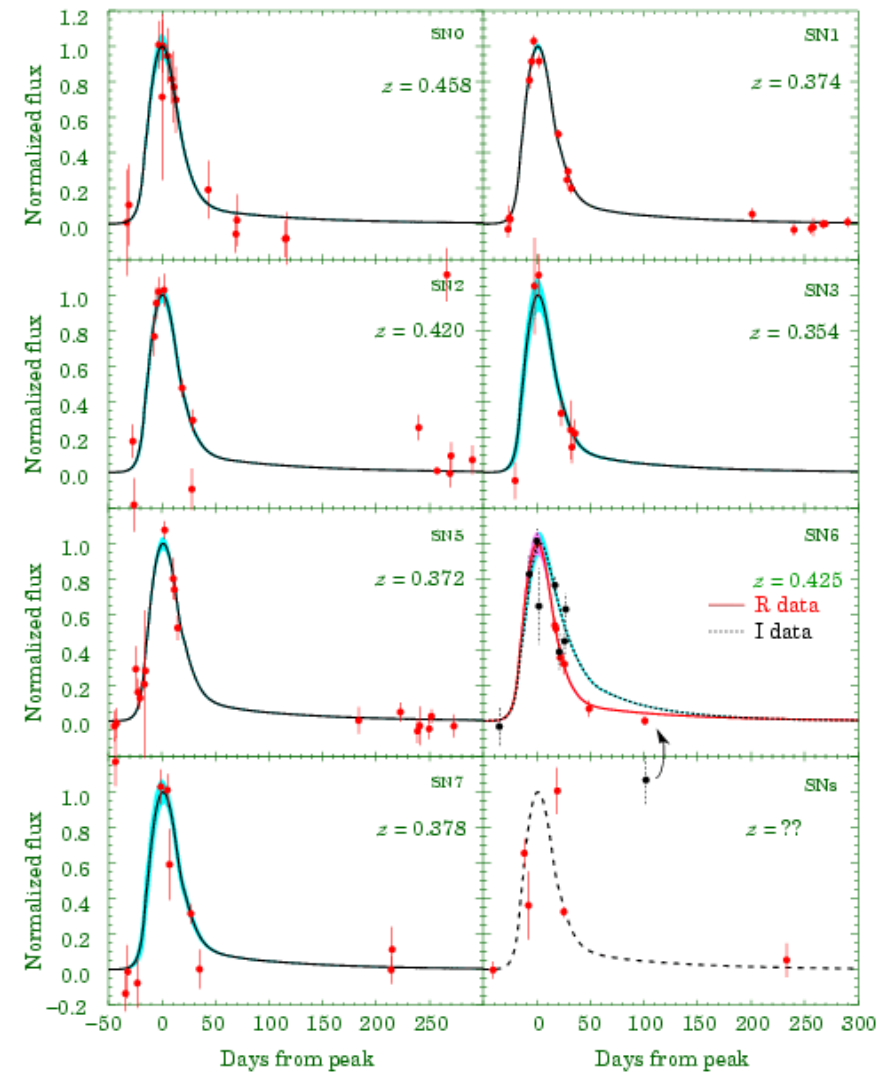 1.2
1.0
0.8
0.6
0.4
0.2
0.0
Normalized flux
SN0
z = 0.458
SN1
z = 0.374
1.0
0.8
0.6
0.4
0.2
0.0
Normalized flux
SN2
z = 0.420
SN3
z = 0.354
1.0
0.8
0.6
0.4
0.2
0.0
Normalized flux
SN5
z = 0.372
SN6
z = 0.425
R data
I data
1.0
0.8
0.6
0.4
0.2
0.0
−0.2
Normalized flux
SN7
z = 0.378
SNs
z = ??
−50 0 50 100 150 200 250 0 50 100 150 200 250 300
Days from peak Days from peak